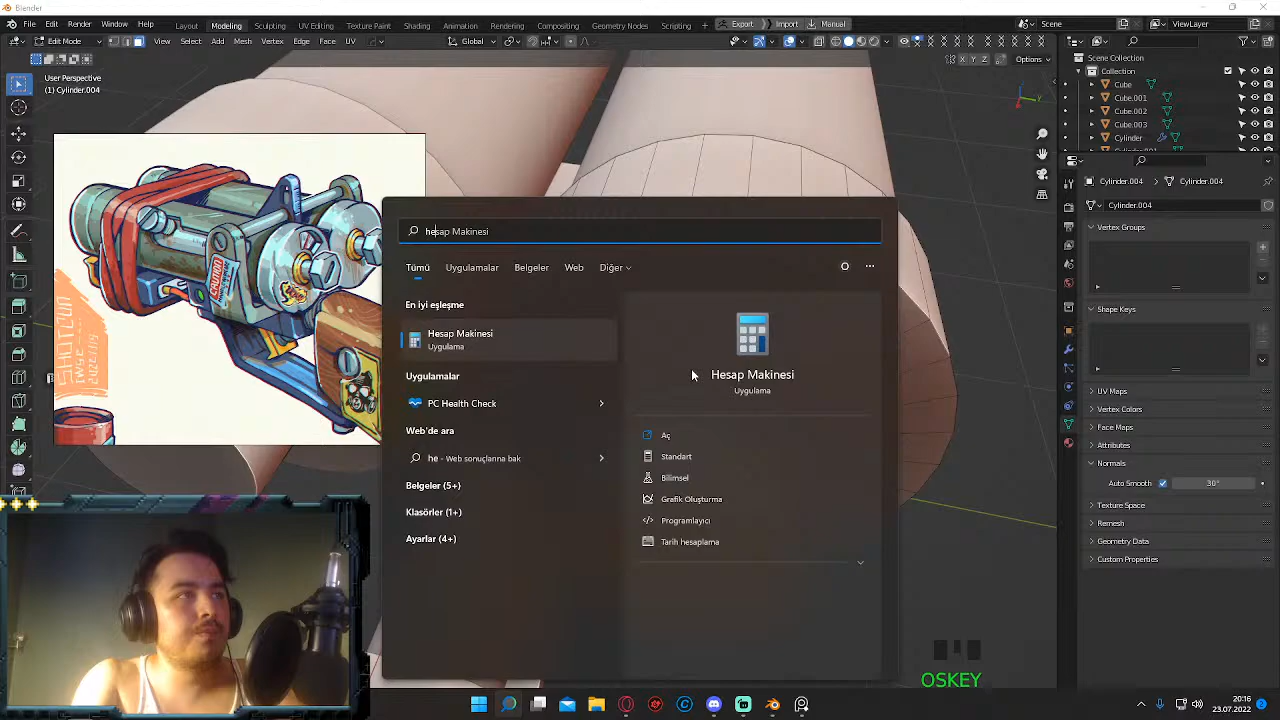 Blender
File Edit Render Window Help Layout Modeling Sculpting UV Editing Texture Paint Shading Animation Rendering Compositing Geometry Nodes Scripting + Export Import Manual Scene ViewLayer
Edit Mode View Select Add Mesh Vertex Edge Face UV Global
X Y Z Options
User Perspective
(1) Cylinder.004
Scene Collection
Collection
Cube
Cube.001
Cube.002
Cube.003
Cylinder
Cylinder.004 Cylinder.004
Cylinder.004
Vertex Groups
Shape Keys
UV Maps
Vertex Colors
Face Maps
Attributes
Normals
Auto Smooth 30°
Texture Space
Remesh
Geometry Data
Custom Properties
CAUTION
SHOTGUN
hesap Makinesi
Tümü Uygulamalar Belgeler Web Diğer
En iyi eşleşme
Hesap Makinesi
Uygulama
Uygulamalar
PC Health Check
Web'de ara
he - Web sonuçlarına bak
Belgeler (5+)
Klasörler (1+)
Ayarlar (4+)
Hesap Makinesi
Uygulama
Aç
Standart
Bilimsel
Grafik Oluşturma
Programlayıcı
Tarih hesaplama
OSKEY
20:16
23.07.2022